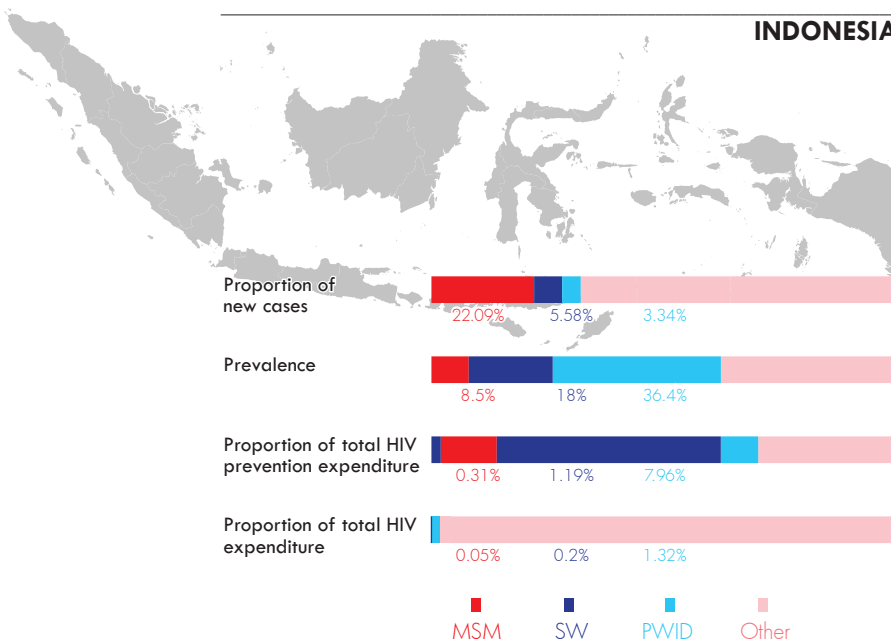 INDONESIA
Proportion of
new cases
22.09% 5.58% 3.34%
Prevalence
8.5% 18% 36.4%
Proportion of total HIV
prevention expenditure
0.31% 1.19% 7.96%
Proportion of total HIV
expenditure
0.05% 0.2% 1.32%
MSM SW PWID Other